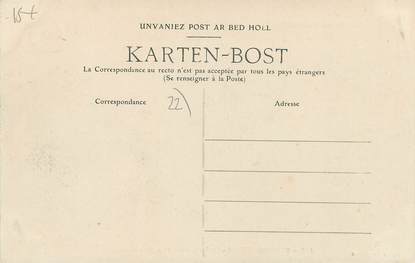 UNVANIEZ POST AR BED HOLL
KARTEN-BOST
La Correspondance au recto n'est pas acceptée par tous les pays étrangers
(Se renseigner à la Poste)
Correspondance
22)
Adresse